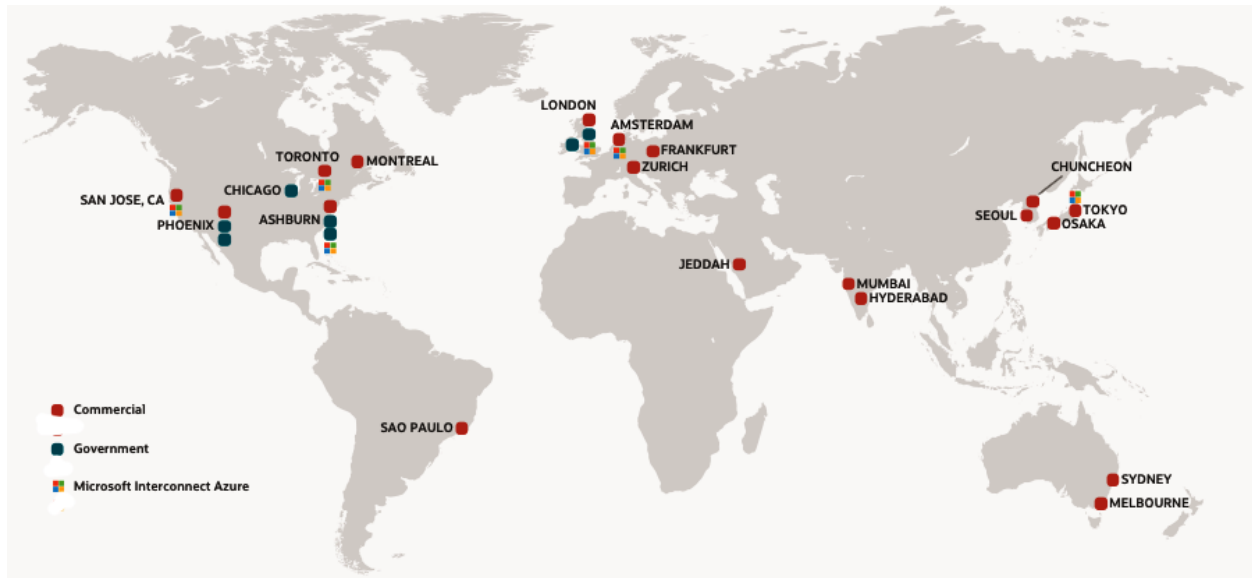 LONDON
AMSTERDAM
FRANKFURT
ZURICH
TORONTO
MONTREAL
CHICAGO
SAN JOSE, CA
ASHBURN
PHOENIX
CHUNCHEON
SEOUL
TOKYO
OSAKA
JEDDAH
MUMBAI
HYDERABAD
SAO PAULO
SYDNEY
MELBOURNE
Commercial
Government
Microsoft Interconnect Azure